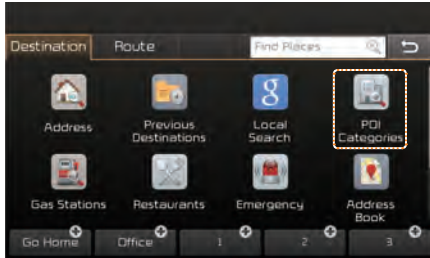 Destination Route Find Places
Address Previous Destinations Local Search POI Categories
Gas Stations Restaurants Emergency Address Book
Go Home Office 1 2 3